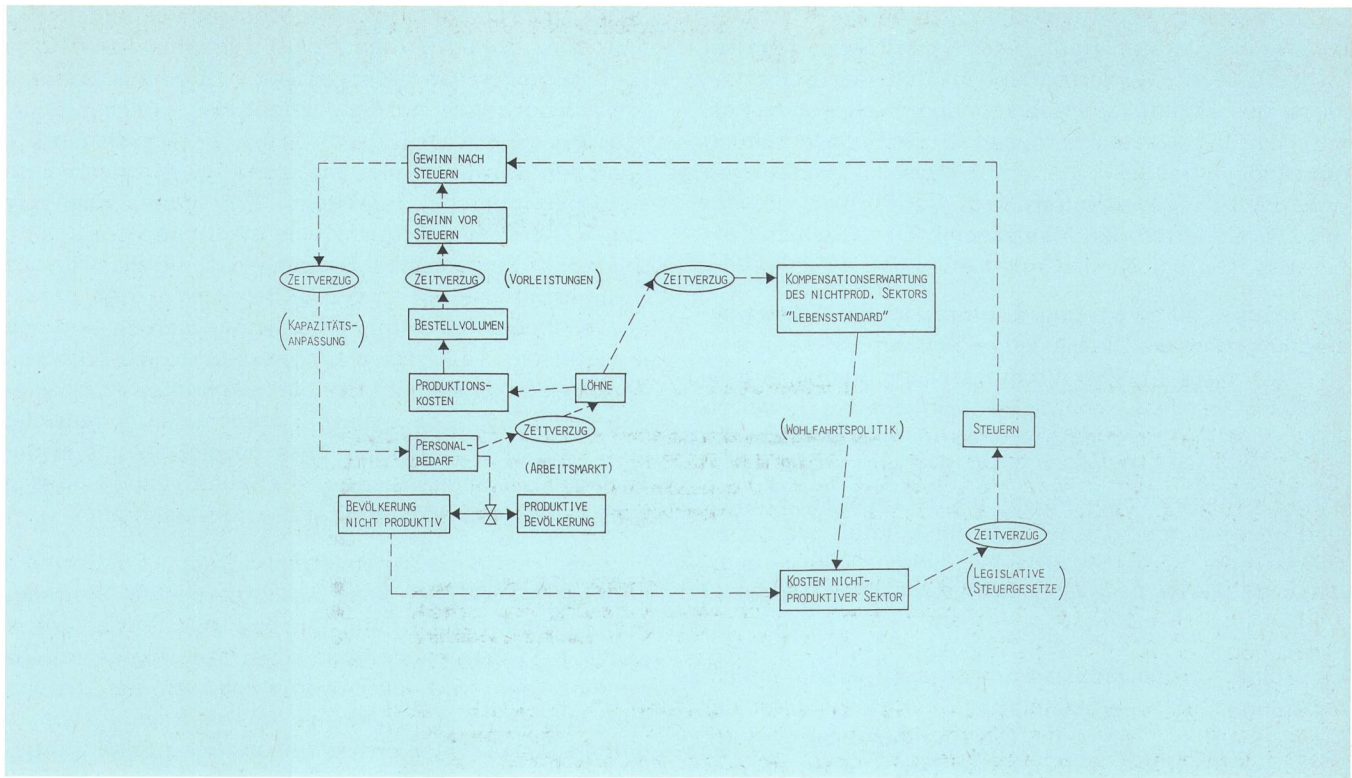 GEWINN NACH
STEUERN
GEWINN VOR
STEUERN
ZEITVERZUG
ZEITVERZUG
(VORLEISTUNGEN)
ZEITVERZUG
KOMPENSATIONSERWARTUNG
DES NICHTPROD. SEKTORS
"LEBENSSTANDARD"
(KAPAZITÄTS-
ANPASSUNG)
BESTELLVOLUMEN
PRODUKTIONS-
KOSTEN
LÖHNE
ZEITVERZUG
(WOHLFAHRTSPOLITIK)
STEUERN
PERSONAL-
BEDARF
(ARBEITSMARKT)
BEVÖLKERUNG
NICHT PRODUKTIV
PRODUKTIVE
BEVÖLKERUNG
ZEITVERZUG
KOSTEN NICHT-
PRODUKTIVER SEKTOR
(LEGISLATIVE
STEUERGESETZE)